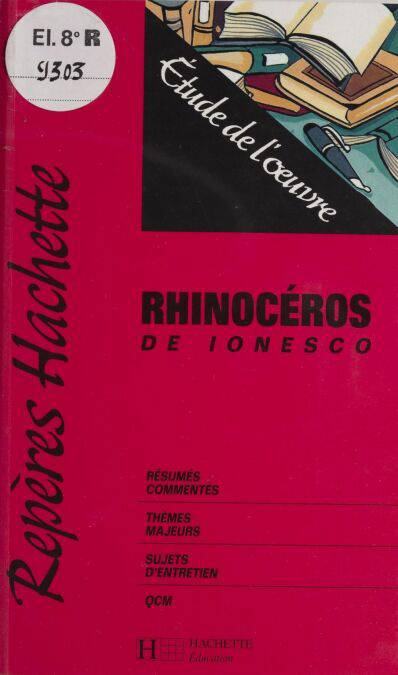 El. 8° R
9303
Étude de l'œuvre
Repères Hachette
RHINOCÉROS
DE IONESCO
RÉSUMÉS
COMMENTÉS
THÈMES
MAJEURS
SUJETS
D'ENTRETIEN
QCM
H HACHETTE
Éducation